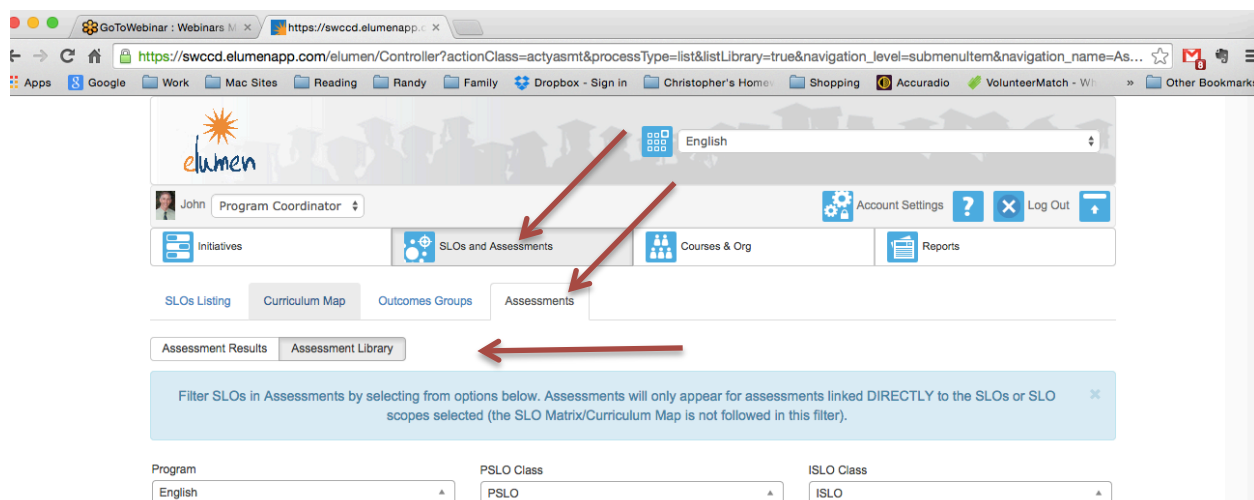 GoToWebinar : Webinars M
https://swccd.elumenapp.c
https://swccd.elumenapp.com/elumen/Controller?actionClass=actyasmt&processType=list&listLibrary=true&navigation_level=submenuItem&navigation_name=As...
8
Apps Google Work Mac Sites Reading Randy Family Dropbox - Sign in Christopher's Homew Shopping Accuradio VolunteerMatch - Wh » Other Bookmarks
elumen
English
John Program Coordinator Account Settings ? Log Out
Initiatives SLOs and Assessments Courses & Org Reports
SLOs Listing Curriculum Map Outcomes Groups Assessments
Assessment Results Assessment Library
Filter SLOs in Assessments by selecting from options below. Assessments will only appear for assessments linked DIRECTLY to the SLOs or SLO
scopes selected (the SLO Matrix/Curriculum Map is not followed in this filter).
Program PSLO Class ISLO Class
English PSLO ISLO